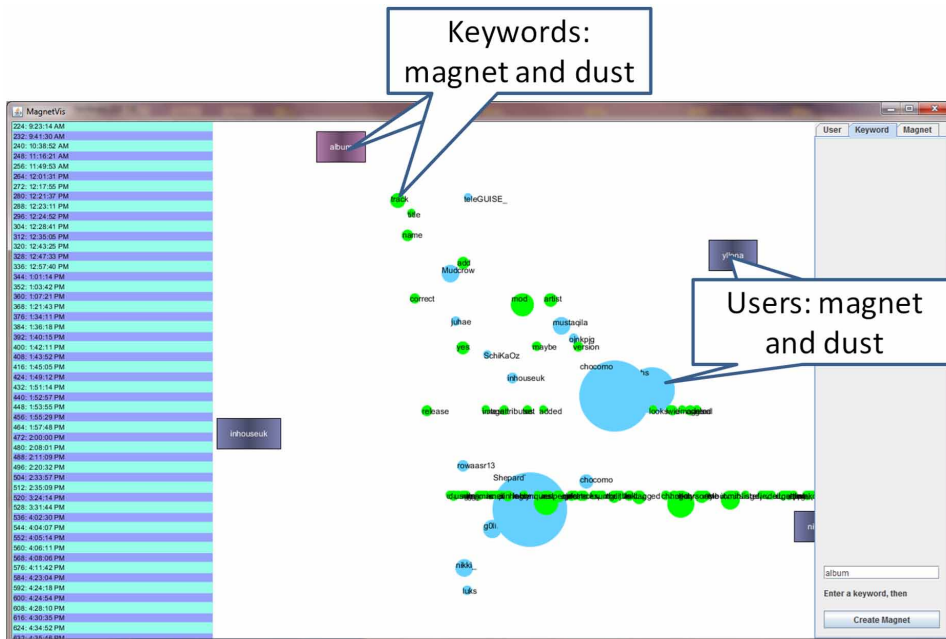 Keywords:
magnet and dust
MagnetVis
224: 9:23:14 AM
232: 9:41:30 AM
240: 10:38:52 AM
248: 11:16:21 AM
256: 11:49:53 AM
264: 12:01:31 PM
272: 12:17:55 PM
280: 12:21:37 PM
288: 12:23:11 PM
296: 12:24:52 PM
304: 12:28:41 PM
312: 12:35:05 PM
320: 12:43:25 PM
328: 12:47:33 PM
336: 12:57:40 PM
344: 1:01:14 PM
352: 1:03:42 PM
360: 1:07:21 PM
368: 1:21:43 PM
376: 1:34:11 PM
384: 1:36:18 PM
392: 1:40:15 PM
400: 1:42:11 PM
408: 1:43:52 PM
416: 1:45:05 PM
424: 1:49:12 PM
432: 1:51:14 PM
440: 1:52:57 PM
448: 1:53:55 PM
456: 1:55:29 PM
464: 1:57:48 PM
472: 2:00:00 PM
480: 2:08:01 PM
488: 2:11:09 PM
496: 2:20:32 PM
504: 2:33:57 PM
512: 2:35:09 PM
520: 3:24:14 PM
528: 3:31:44 PM
536: 4:02:30 PM
544: 4:04:07 PM
552: 4:05:14 PM
560: 4:06:11 PM
568: 4:08:06 PM
576: 4:11:42 PM
584: 4:23:04 PM
592: 4:24:18 PM
600: 4:24:54 PM
608: 4:28:10 PM
616: 4:30:35 PM
624: 4:34:52 PM
632: 4:35:48 PM
album
track
teleGUISE_
title
name
add
Mudcrow
yllona
correct
mod
artist
juhae
mustaqila
oinkpjg
yes
maybe
version
SchiKaOz
chocomo
inhouseuk
release
added
inhouseuk
rowaasr13
Shepard
chocomo
g0li
nikki_
luks
Users: magnet
and dust
User Keyword Magnet
album
Enter a keyword, then
Create Magnet